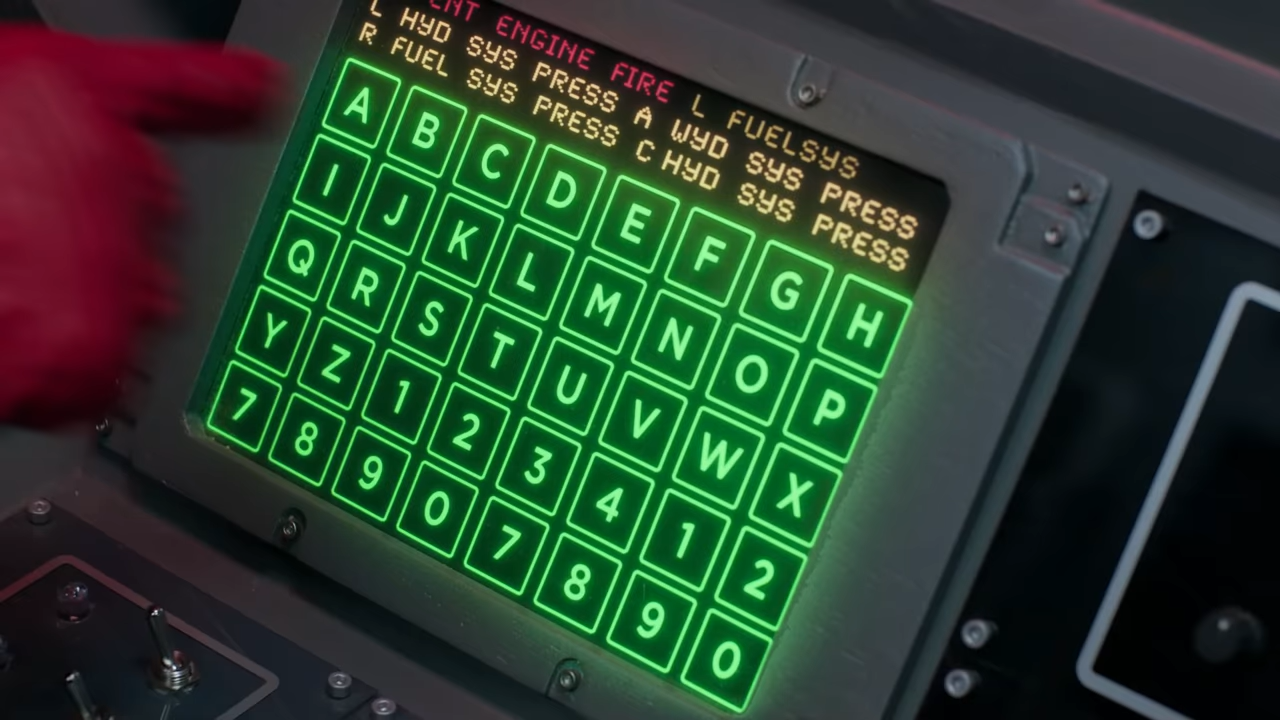 ENGINE FIRE L FUELSYS
L HYD SYS PRESS A WYD SYS PRESS
R FUEL SYS PRESS C HYD SYS PRESS
A B C D E F G H
I J K L M N O P
Q R S T U V W X
Y Z 1 2 3 4 1 2
7 8 9 0 7 8 9 0